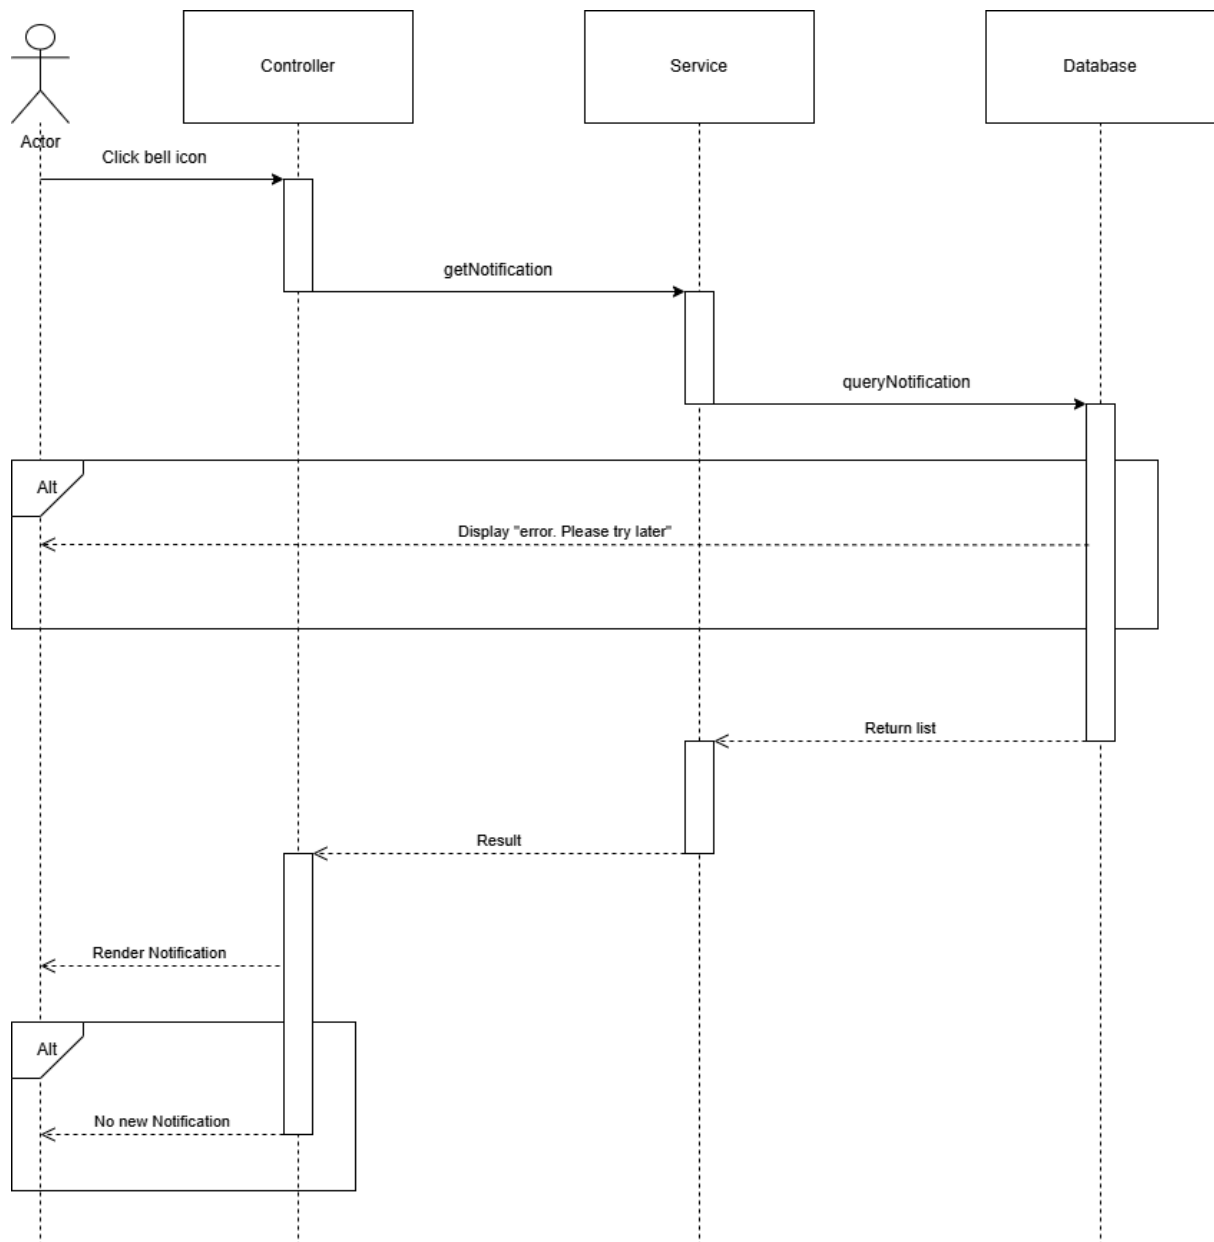 Controller
Service
Database
Actor
Click bell icon
getNotification
queryNotification
Alt
Display "error. Please try later"
Return list
Result
Render Notification
Alt
No new Notification